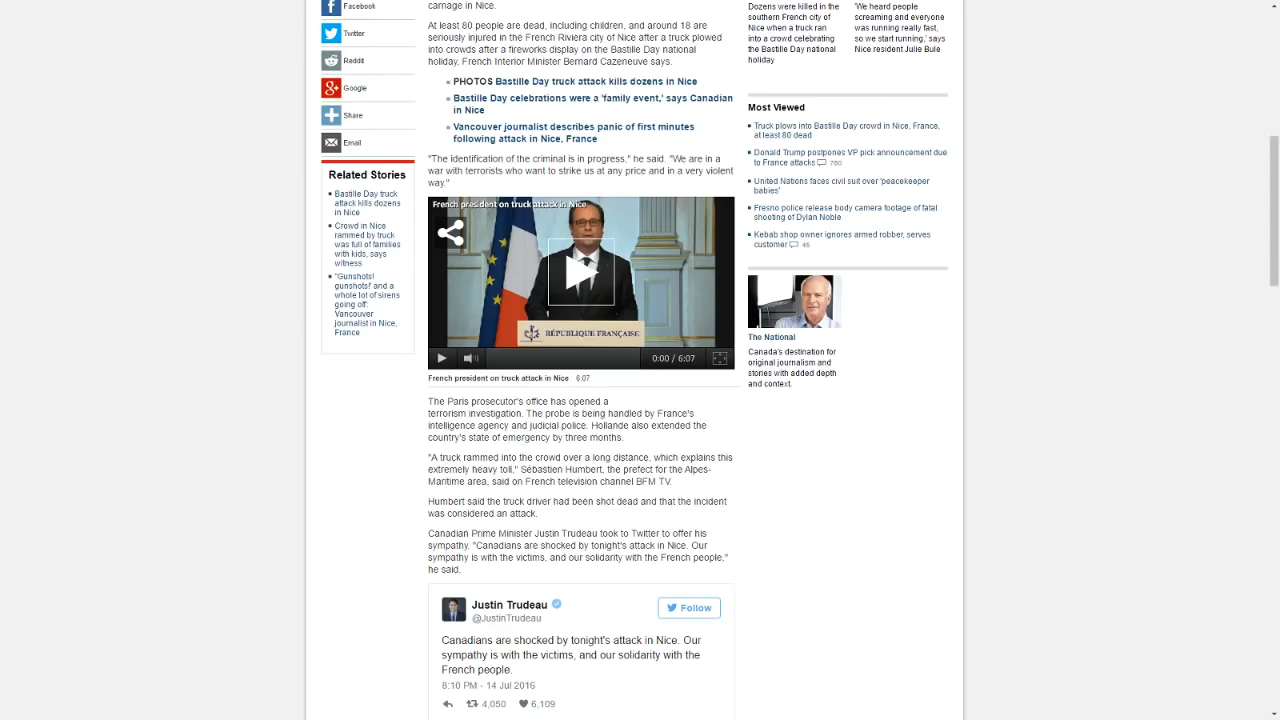 Facebook
Twitter
Reddit
Google
Share
Email
Related Stories
Bastille Day truck
attack kills dozens
in Nice
Crowd in Nice
rammed by truck
was full of families
with kids, says
witness
"Gunshots!
gunshots!' and a
whole lot of sirens
going off':
Vancouver
journalist in Nice,
France
carnage in Nice.
At least 80 people are dead, including children, and around 18 are
seriously injured in the French Riviera city of Nice after a truck plowed
into crowds after a fireworks display on the Bastille Day national
holiday, French Interior Minister Bernard Cazeneuve says.
PHOTOS Bastille Day truck attack kills dozens in Nice
Bastille Day celebrations were a 'family event,' says Canadian
in Nice
Vancouver journalist describes panic of first minutes
following attack in Nice, France
"The identification of the criminal is in progress," he said. "We are in a
war with terrorists who want to strike us at any price and in a very violent
way."
French president on truck attack in Nice
RÉPUBLIQUE FRANÇAISE
0:00 / 6:07
French president on truck attack in Nice 6:07
The Paris prosecutor's office has opened a
terrorism investigation. The probe is being handled by France's
intelligence agency and judicial police. Hollande also extended the
country's state of emergency by three months.
"A truck rammed into the crowd over a long distance, which explains this
extremely heavy toll," Sébastien Humbert, the prefect for the Alpes-
Maritime area, said on French television channel BFM TV.
Humbert said the truck driver had been shot dead and that the incident
was considered an attack.
Canadian Prime Minister Justin Trudeau took to Twitter to offer his
sympathy. "Canadians are shocked by tonight's attack in Nice. Our
sympathy is with the victims, and our solidarity with the French people,"
he said.
Justin Trudeau
@JustinTrudeau
Follow
Canadians are shocked by tonight's attack in Nice. Our
sympathy is with the victims, and our solidarity with the
French people.
8:10 PM - 14 Jul 2016
4,050 6,109
Dozens were killed in the
southern French city of
Nice when a truck ran
into a crowd celebrating
the Bastille Day national
holiday
'We heard people
screaming and everyone
was running really fast,
so we start running,' says
Nice resident Julie Bule
Most Viewed
Truck plows into Bastille Day crowd in Nice, France,
at least 80 dead
Donald Trump postpones VP pick announcement due
to France attacks 760
United Nations faces civil suit over 'peacekeeper
babies'
Fresno police release body camera footage of fatal
shooting of Dylan Noble
Kebab shop owner ignores armed robber, serves
customer 45
The National
Canada's destination for
original journalism and
stories with added depth
and context.